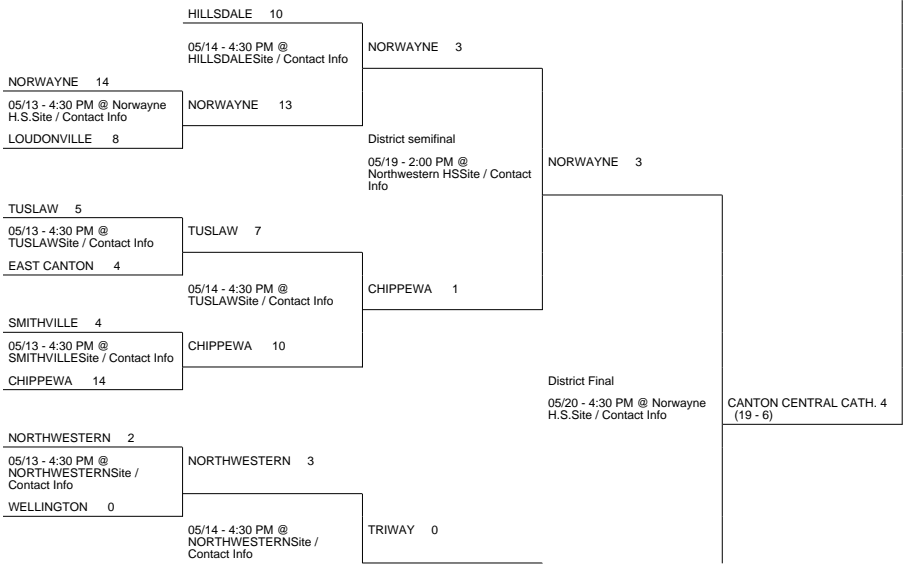 HILLSDALE 10
05/14 - 4:30 PM @
HILLSDALESite / Contact Info
NORWAYNE 3
NORWAYNE 14
05/13 - 4:30 PM @ Norwayne
H.S.Site / Contact Info
NORWAYNE 13
LOUDONVILLE 8
District semifinal
05/19 - 2:00 PM @
Northwestern HSSite / Contact
Info
NORWAYNE 3
TUSLAW 5
05/13 - 4:30 PM @
TUSLAWSite / Contact Info
TUSLAW 7
EAST CANTON 4
05/14 - 4:30 PM @
TUSLAWSite / Contact Info
CHIPPEWA 1
SMITHVILLE 4
05/13 - 4:30 PM @
SMITHVILLESite / Contact Info
CHIPPEWA 10
CHIPPEWA 14
District Final
05/20 - 4:30 PM @ Norwayne
H.S.Site / Contact Info
CANTON CENTRAL CATH. 4
(19 - 6)
NORTHWESTERN 2
05/13 - 4:30 PM @
NORTHWESTERNSite /
Contact Info
NORTHWESTERN 3
WELLINGTON 0
05/14 - 4:30 PM @
NORTHWESTERNSite /
Contact Info
TRIWAY 0